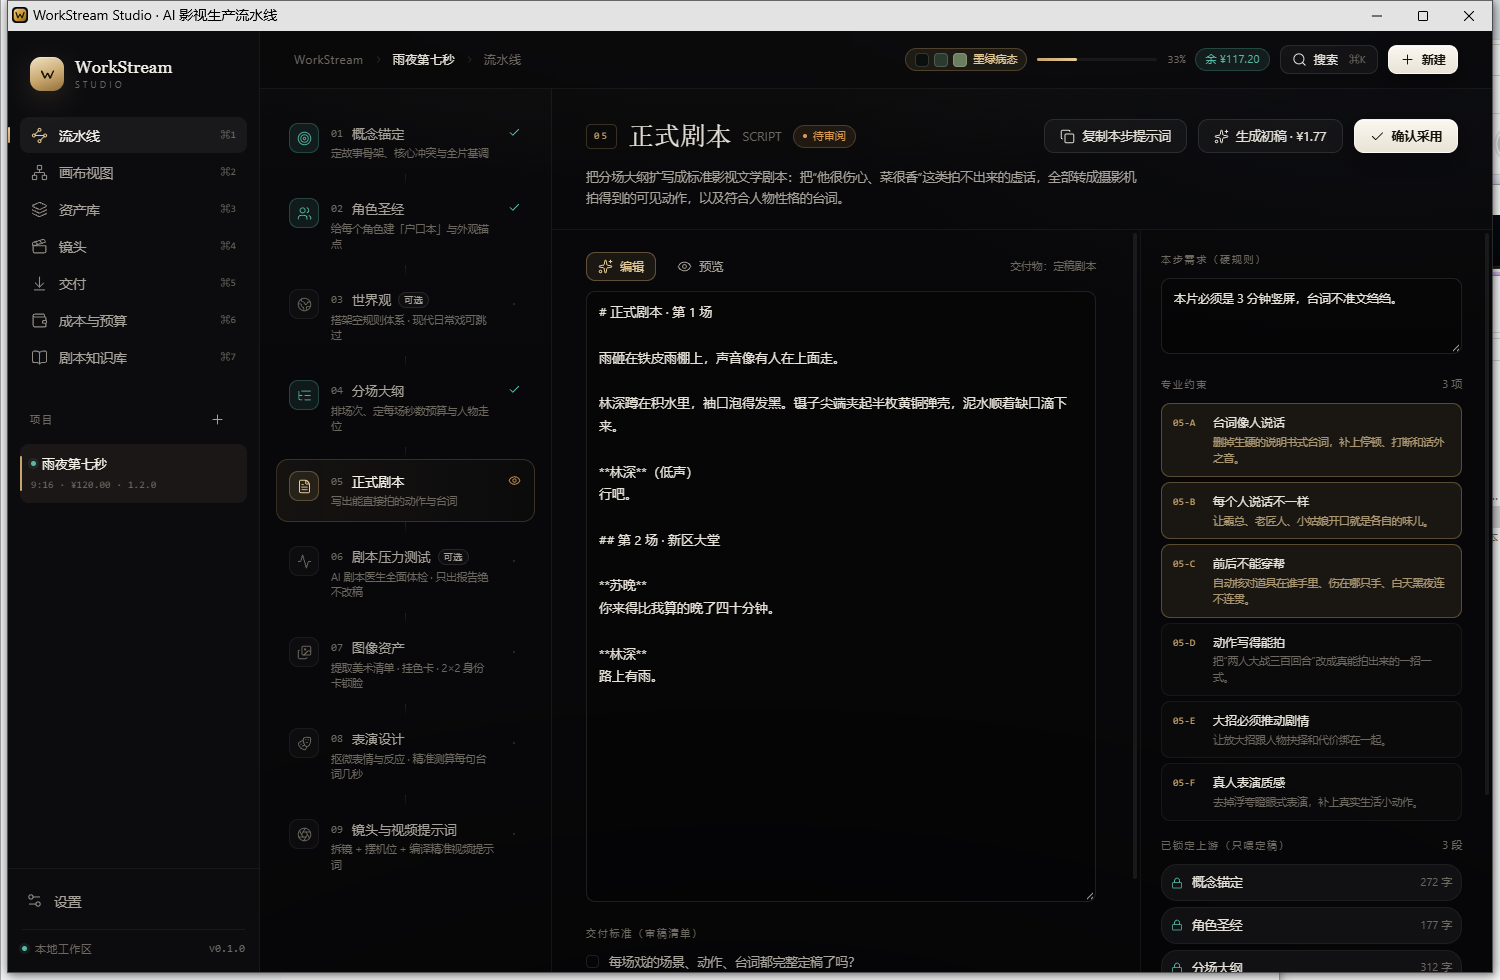 WorkStream Studio · AI 影视生产流水线
WorkStream
STUDIO
流水线 ⌘1
画布视图 ⌘2
资产库 ⌘3
镜头 ⌘4
交付 ⌘5
成本与预算 ⌘6
剧本知识库 ⌘7
项目
雨夜第七秒
9:16 · ¥120.00 · 1.2.0
设置
本地工作区 v0.1.0
WorkStream › 雨夜第七秒 › 流水线
墨绿病态 33% 余 ¥117.20 搜索 ⌘K 新建
01 概念锚定
定故事骨架、核心冲突与全片基调
02 角色圣经
给每个角色建「户口本」与外观锚
点
03 世界观 可选
搭架空规则体系 · 现代日常戏可跳
过
04 分场大纲
排场次、定每场秒数预算与人物走
位
05 正式剧本
写出能直接拍的动作与台词
06 剧本压力测试 可选
AI 剧本医生全面体检 · 只出报告绝
不改稿
07 图像资产
提取美术清单 · 挂色卡 · 2×2 身份
卡锁脸
08 表演设计
抠微表情与反应 · 精准测算每句台
词几秒
09 镜头与视频提示词
拆镜 + 摆机位 + 编译精准视频提示
词
05 正式剧本 SCRIPT 待审阅
复制本步提示词 生成初稿 · ¥1.77 确认采用
把分场大纲扩写成标准影视文学剧本：把“他很伤心、菜很香”这类拍不出来的虚话，全部转成摄影机
拍得到的可见动作，以及符合人物性格的台词。
编辑 预览 交付物：定稿剧本
# 正式剧本 · 第 1 场
雨砸在铁皮雨棚上，声音像有人在上面走。
林深蹲在积水里，袖口泡得发黑。镊子尖端夹起半枚黄铜弹壳，泥水顺着缺口滴下
来。
**林深**（低声）
行吧。
## 第 2 场 · 新区大堂
**苏晚**
你来得比我算的晚了四十分钟。
**林深**
路上有雨。
交付标准（审稿清单）
每场戏的场景、动作、台词都完整定稿了吗？
本步需求（硬规则）
本片必须是 3 分钟竖屏，台词不准文绉绉。
专业约束 3 项
05-A 台词像人说话
删掉生硬的说明书式台词，补上停顿、打断和话外
之音。
05-B 每个人说话不一样
让霸总、老匠人、小姑娘开口就是各自的味儿。
05-C 前后不能穿帮
自动核对道具在谁手里、伤在哪只手、白天黑夜连
不连贯。
05-D 动作写得能拍
把“两人大战三百回合”改成真能拍出来的一招一
式。
05-E 大招必须推动剧情
让放大招跟人物抉择和代价绑在一起。
05-F 真人表演质感
去掉浮夸瞪眼式表演，补上真实生活小动作。
已锁定上游（只喂定稿） 3 段
概念锚定 272 字
角色圣经 177 字
分场大纲 312 字